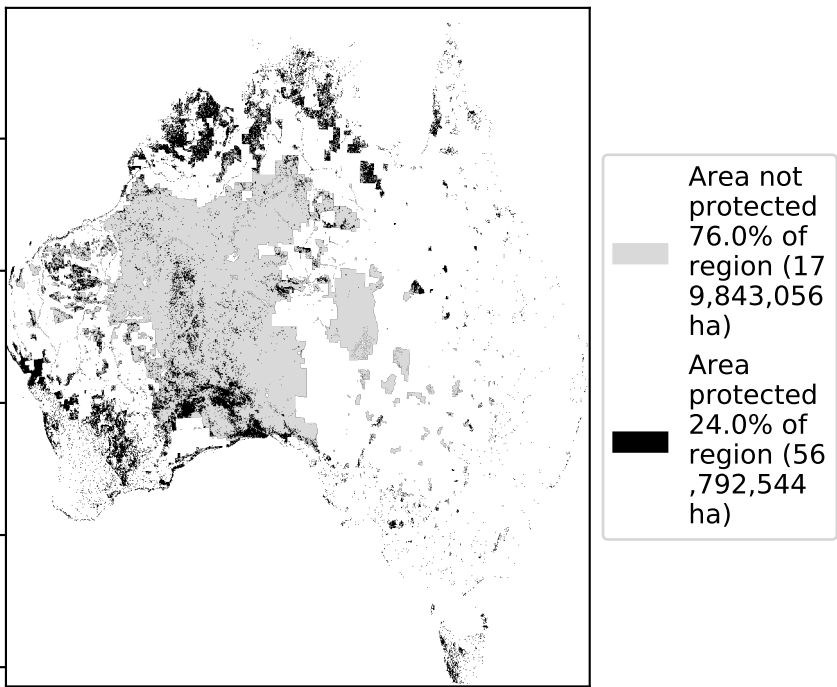 Area not
protected
76.0% of
region (17
9,843,056
ha)
Area
protected
24.0% of
region (56
,792,544
ha)